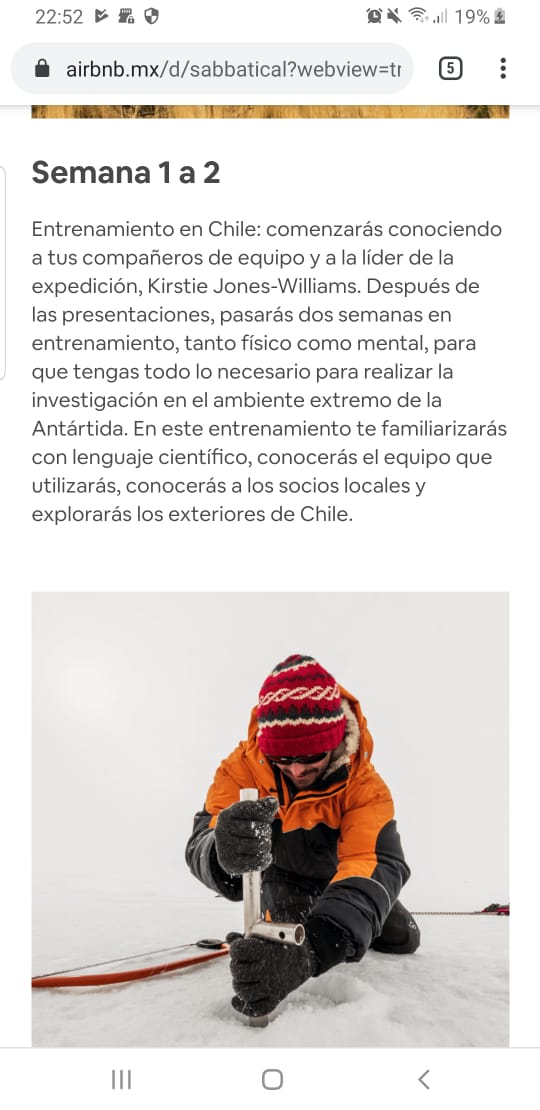 22:52
19%
airbnb.mx/d/sabbatical?webview=tr
5
Semana 1 a 2
Entrenamiento en Chile: comenzarás conociendo
a tus compañeros de equipo y a la líder de la
expedición, Kirstie Jones-Williams. Después de
las presentaciones, pasarás dos semanas en
entrenamiento, tanto físico como mental, para
que tengas todo lo necesario para realizar la
investigación en el ambiente extremo de la
Antártida. En este entrenamiento te familiarizarás
con lenguaje científico, conocerás el equipo que
utilizarás, conocerás a los socios locales y
explorarás los exteriores de Chile.